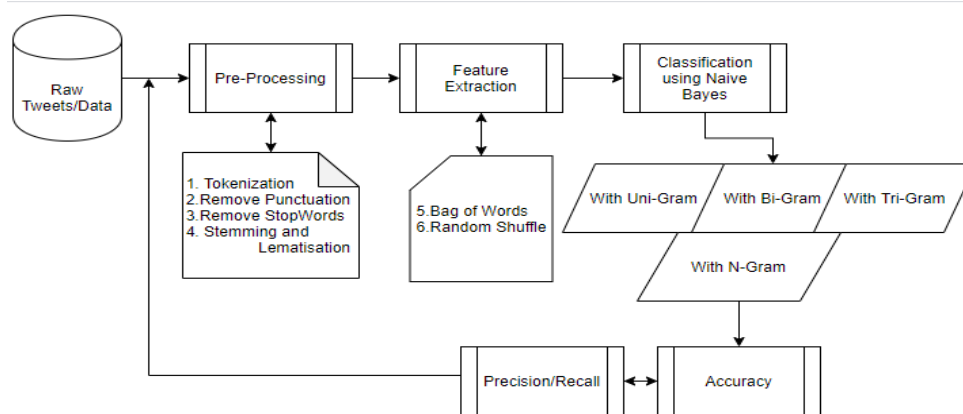 Raw
Tweets/Data
Pre-Processing
Feature
Extraction
Classification
using Naive
Bayes
1. Tokenization
2.Remove Punctuation
3.Remove StopWords
4. Stemming and
Lematisation
5.Bag of Words
6.Random Shuffle
With Uni-Gram
With Bi-Gram
With Tri-Gram
With N-Gram
Precision/Recall
Accuracy